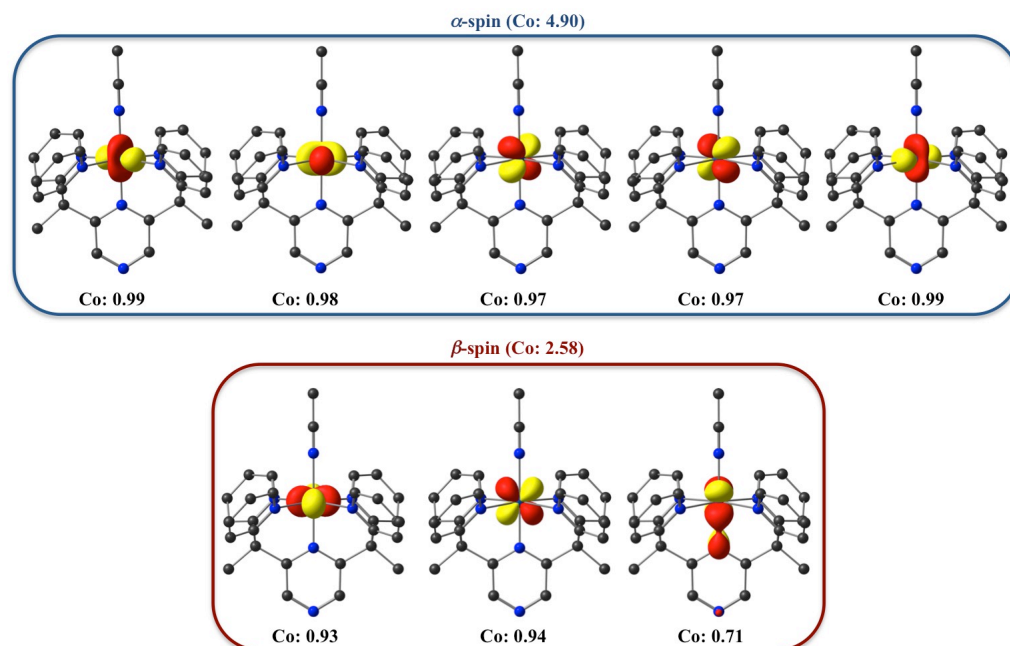 α-spin (Co: 4.90)
Co: 0.99 Co: 0.98 Co: 0.97 Co: 0.97 Co: 0.99
β-spin (Co: 2.58)
Co: 0.93 Co: 0.94 Co: 0.71